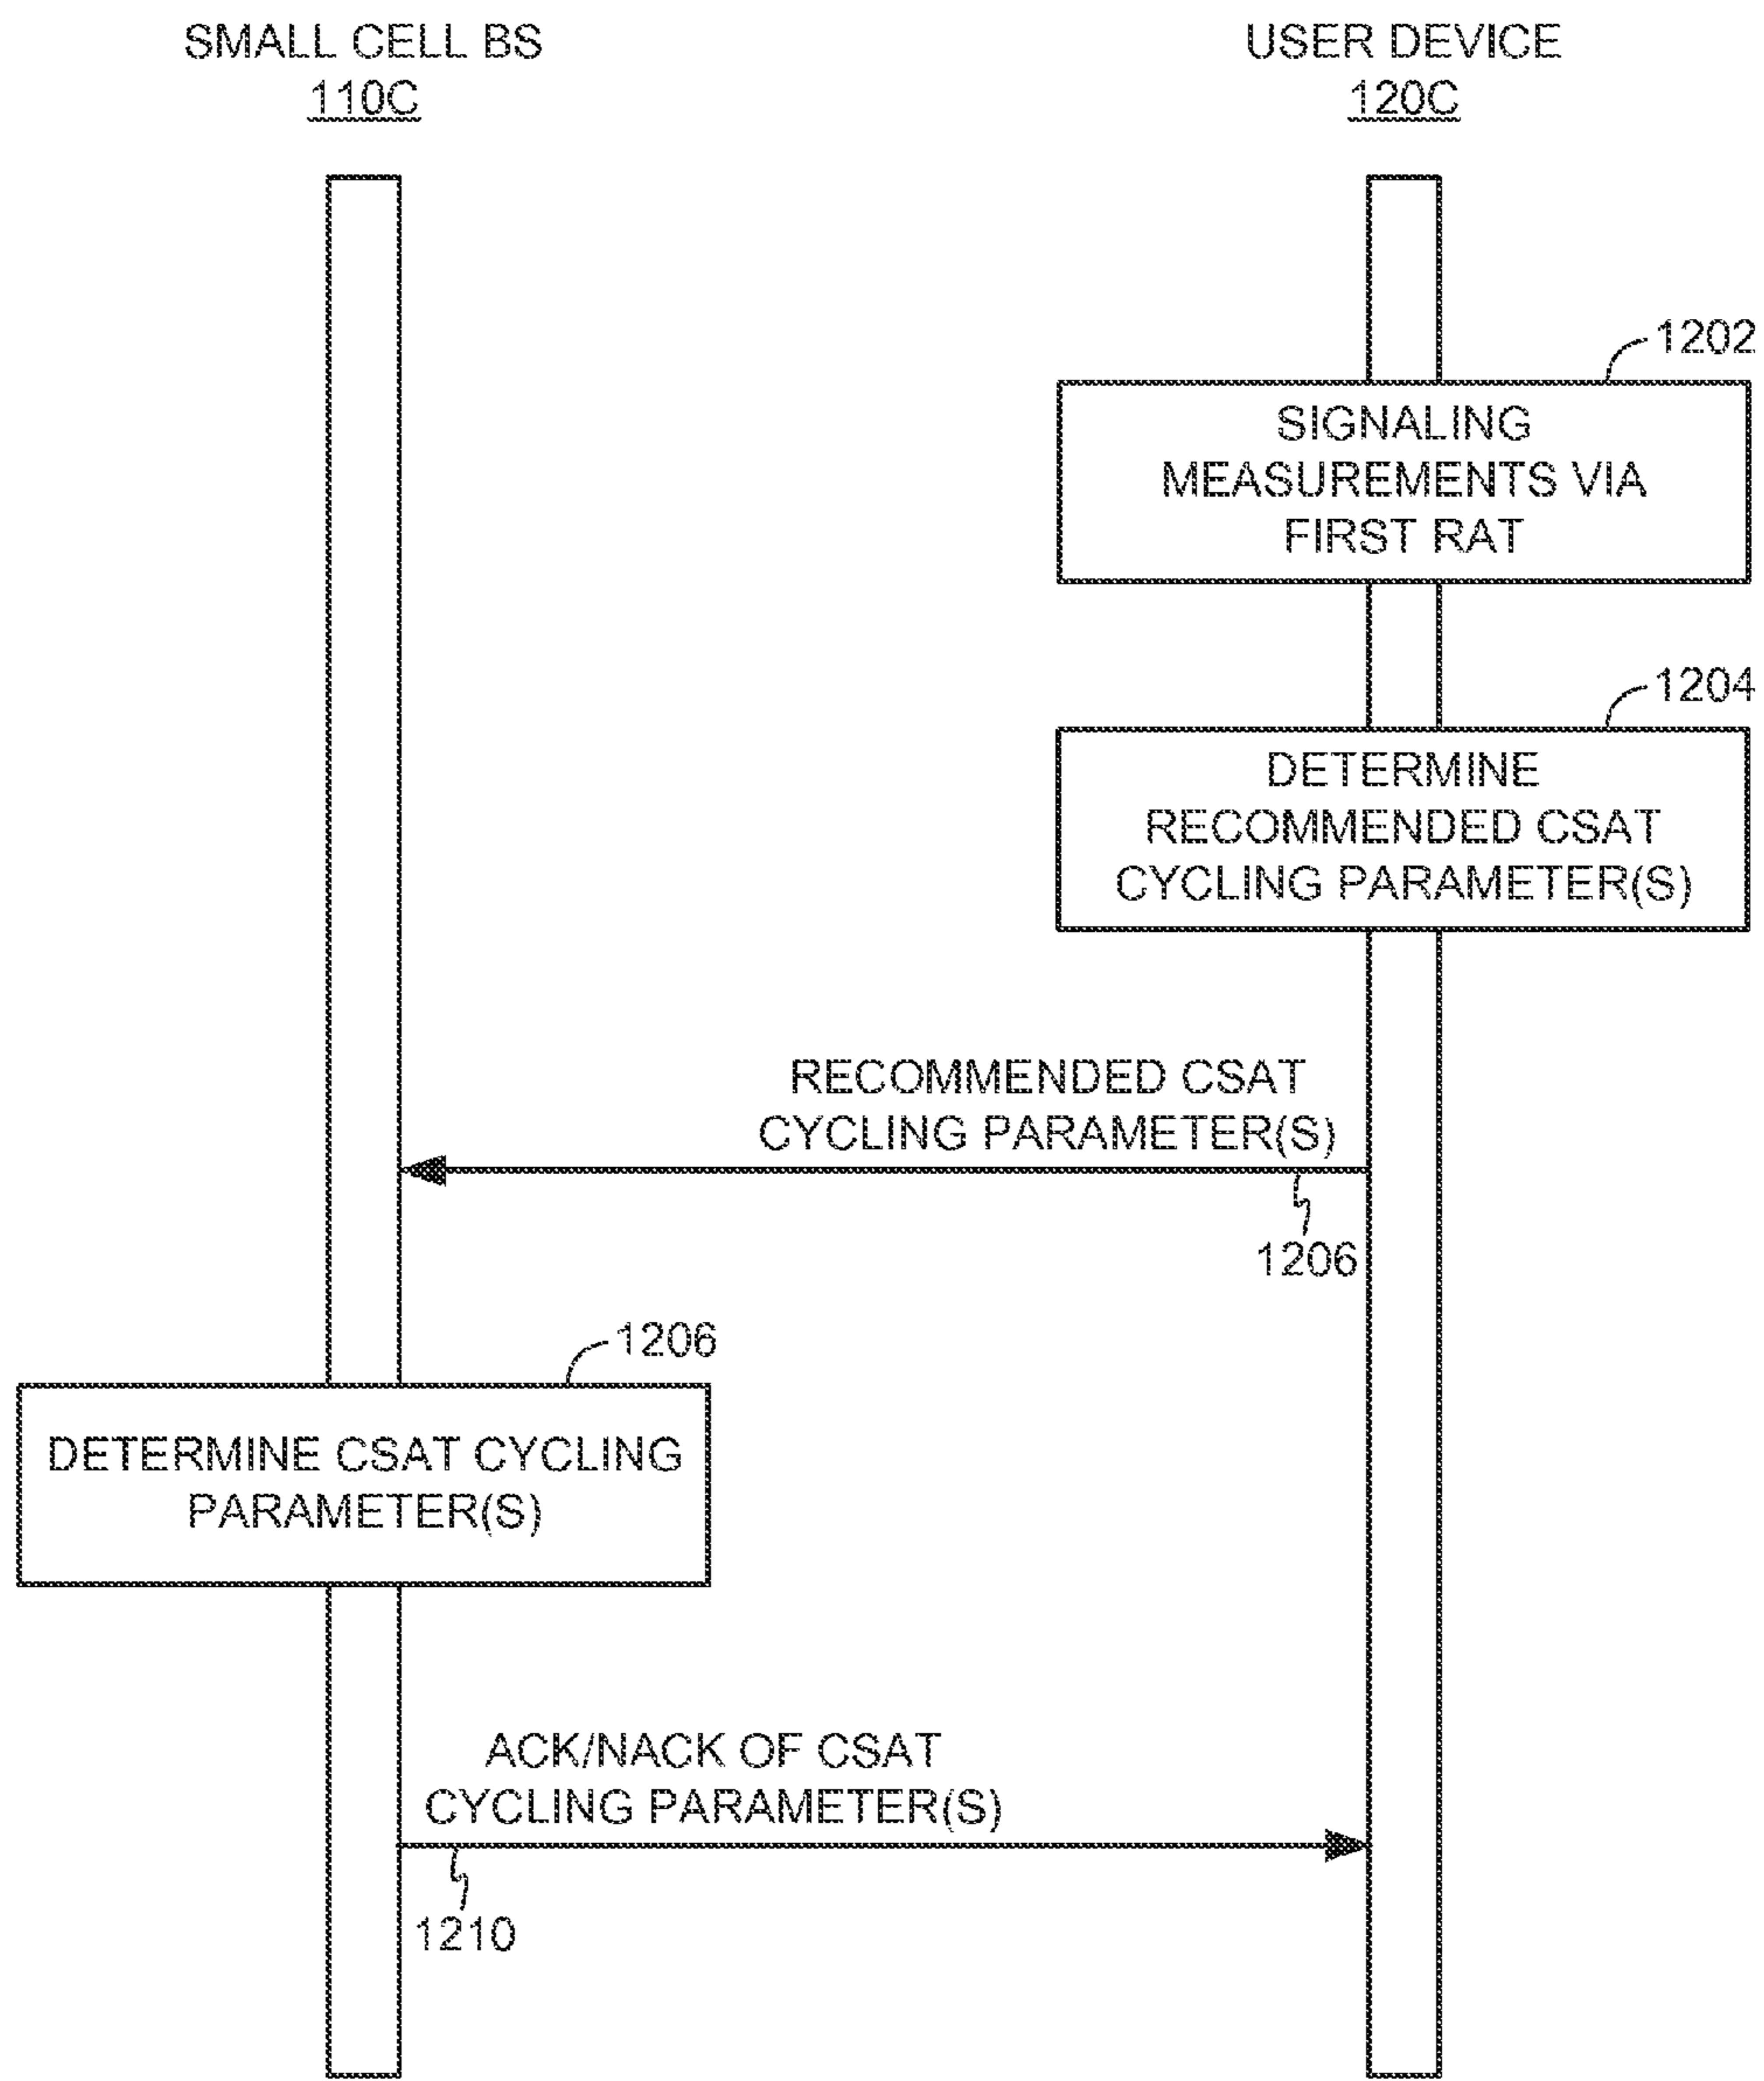 SMALL CELL BS
110C
USER DEVICE
120C
1202
SIGNALING
MEASUREMENTS VIA
FIRST RAT
1204
DETERMINE
RECOMMENDED CSAT
CYCLING PARAMETER(S)
RECOMMENDED CSAT
CYCLING PARAMETER(S)
1206
1206
DETERMINE CSAT CYCLING
PARAMETER(S)
ACK/NACK OF CSAT
CYCLING PARAMETER(S)
1210